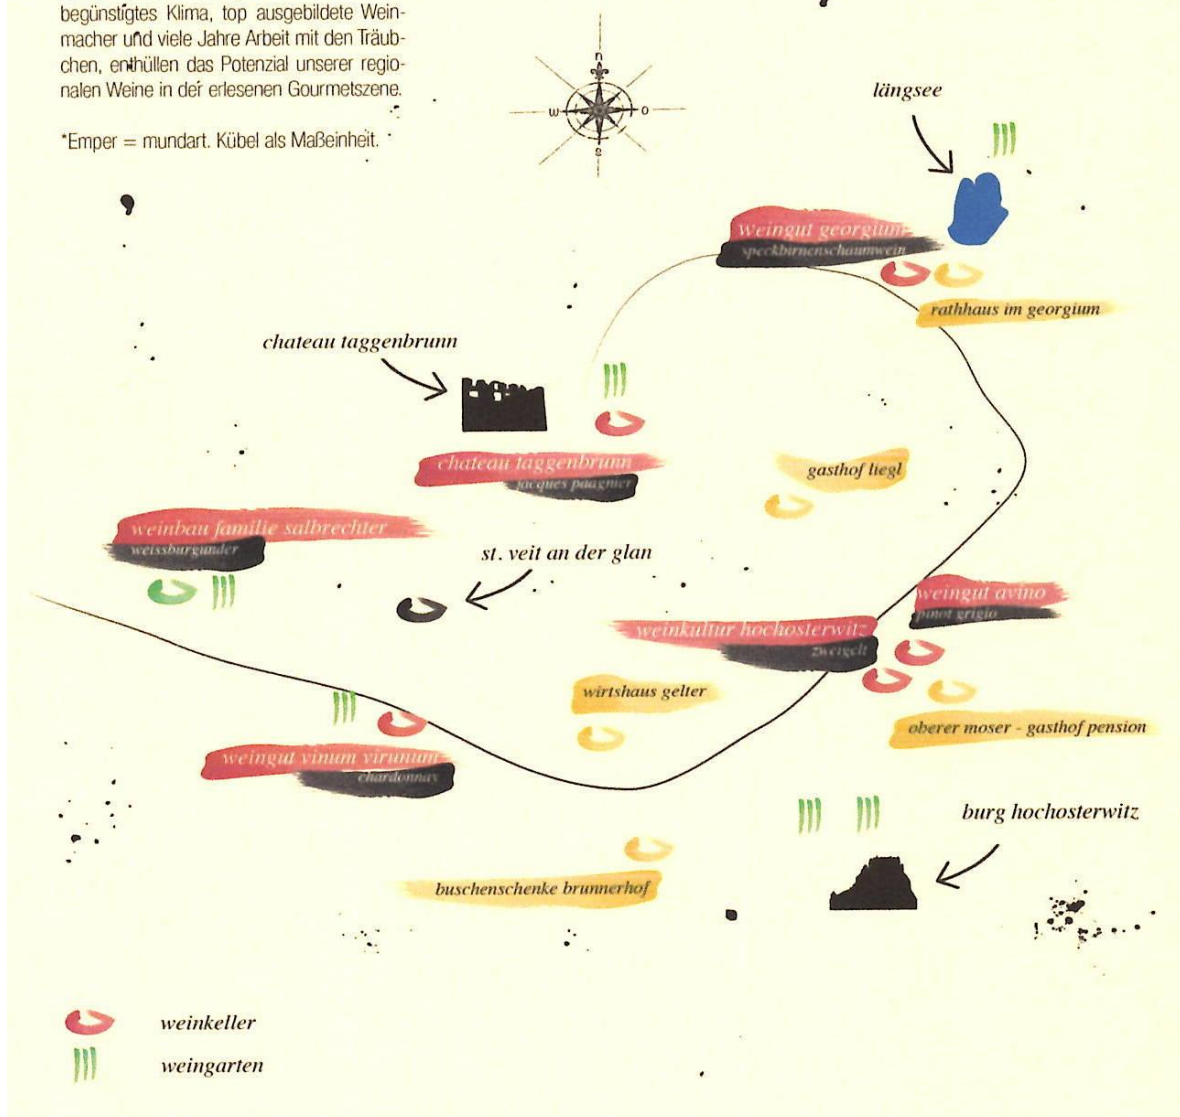 begünstigtes Klima, top ausgebildete Wein-
macher und viele Jahre Arbeit mit den Träub-
chen, enthüllen das Potenzial unserer regio-
nalen Weine in der erlesenen Gourmetszene.
*Emper = mundart. Kübel als Maßeinheit.
n
w
o
s
längsee
weingut georgium
speckbirnenschaumwein
rathhaus im georgium
chateau taggenbrunn
chateau taggenbrunn
jacques paagnier
gasthof liegl
weinbau familie salbrechter
weissburgunder
st. veit an der glan
weingut avino
pinot grigio
weinkultur hochosterwitz
zweigelt
wirtshaus gelter
oberer moser - gasthof pension
weingut vinum virunum
chardonnay
burg hochosterwitz
buschenschenke brunnerhof
weinkeller
weingarten